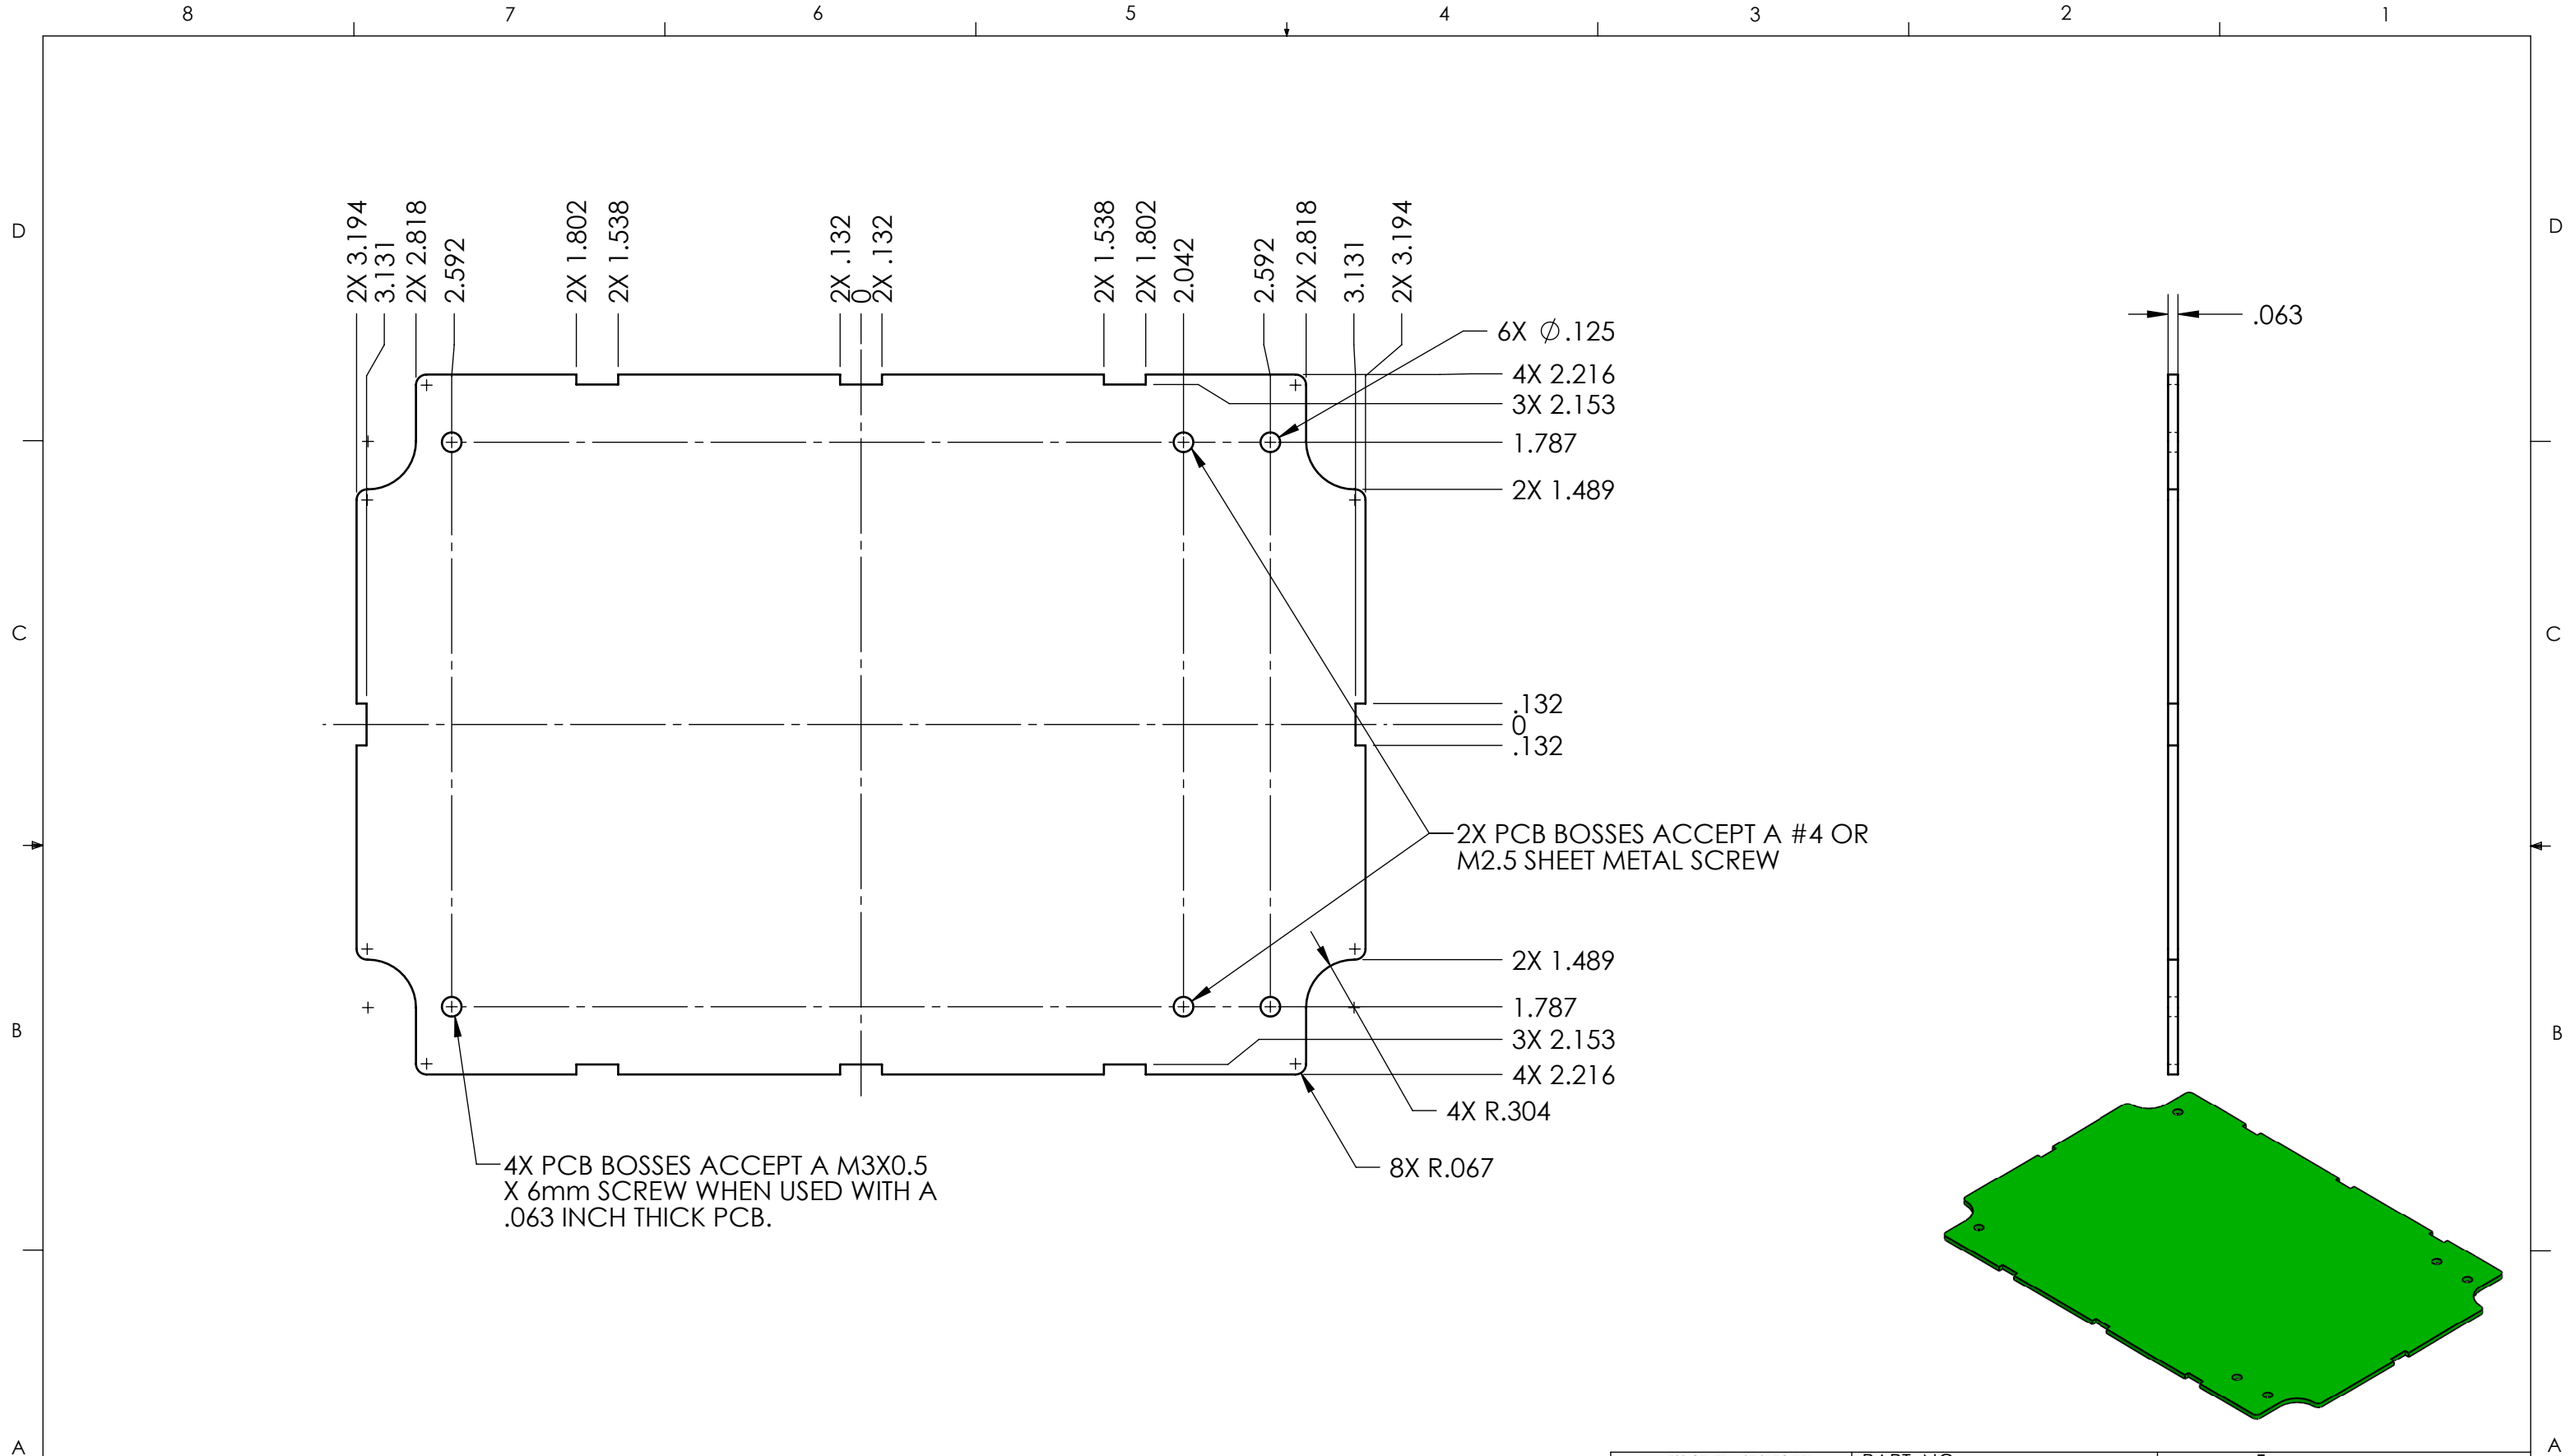 8 7 6 5 4 3 2 1
D
D
2X 3.194
3.131
2X 2.818
2.592
2X 1.802
2X 1.538
2X .132
0
2X .132
2X 1.538
2X 1.802
2.042
2.592
2X 2.818
3.131
2X 3.194
.063
6X ∅.125
4X 2.216
3X 2.153
1.787
2X 1.489
C
C
.132
0
.132
2X PCB BOSSES ACCEPT A #4 OR
M2.5 SHEET METAL SCREW
2X 1.489
1.787
3X 2.153
4X 2.216
B
B
4X R.304
8X R.067
4X PCB BOSSES ACCEPT A M3X0.5
X 6mm SCREW WHEN USED WITH A
.063 INCH THICK PCB.
A
A
PART NO